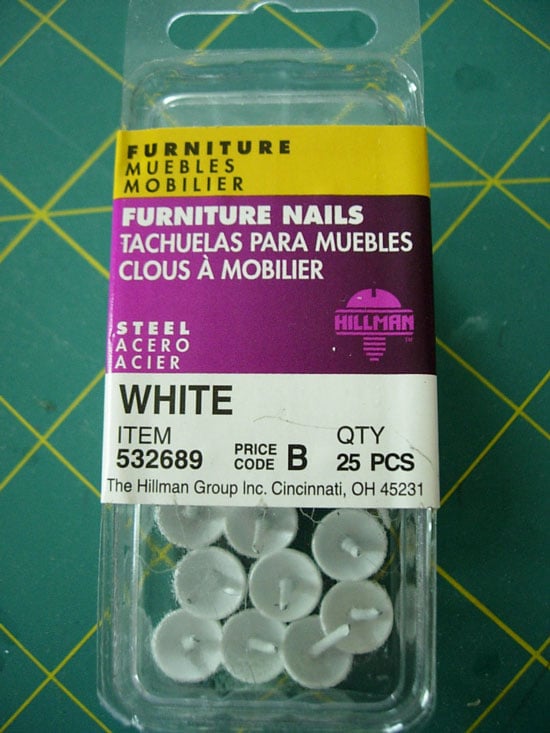 FURNITURE
MUEBLES
MOBILIER
FURNITURE NAILS
TACHUELAS PARA MUEBLES
CLOUS À MOBILIER
STEEL
ACERO
ACIER
HILLMAN
TM
WHITE
ITEM
532689
PRICE
CODE B
QTY
25 PCS
The Hillman Group Inc. Cincinnati, OH 45231